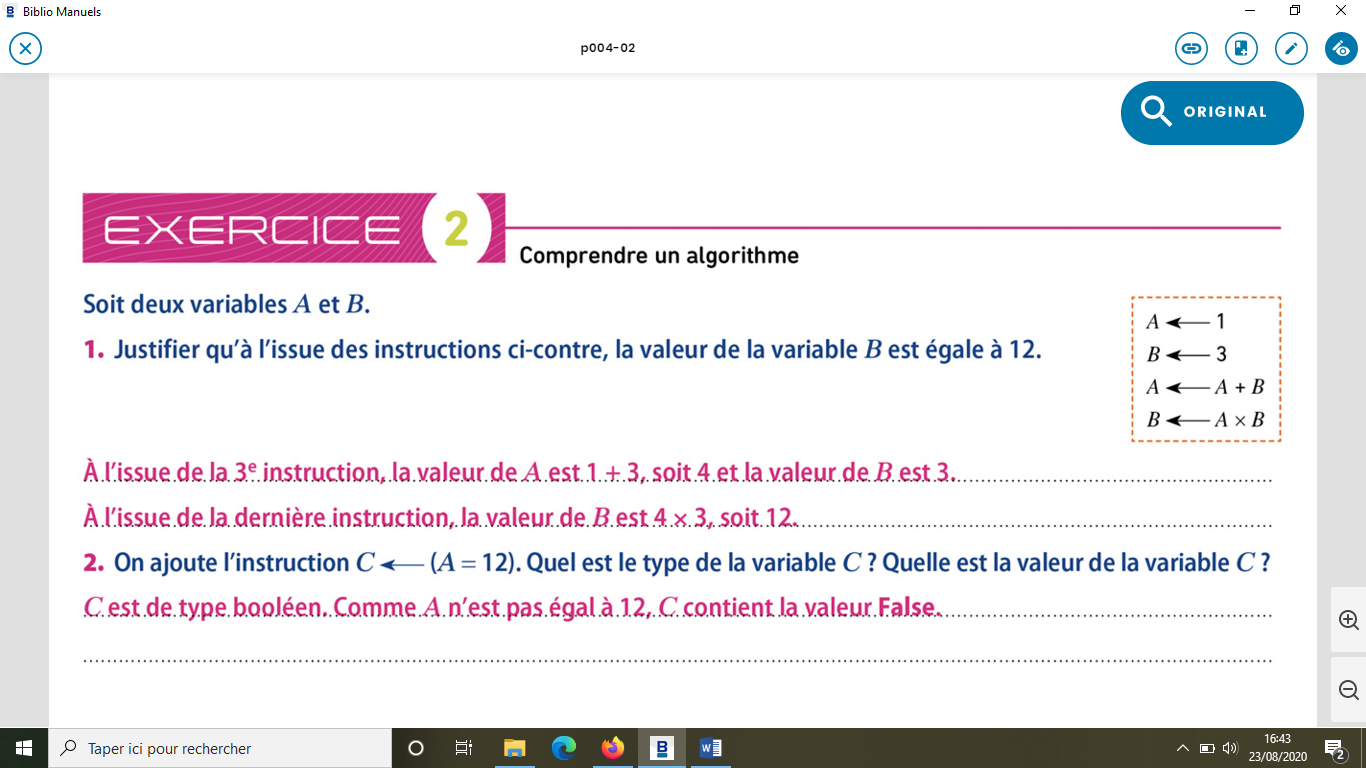 Biblio Manuels
p004-02
ORIGINAL
EXERCICE 2
Comprendre un algorithme
Soit deux variables A et B.
1. Justifier qu'à l'issue des instructions ci-contre, la valeur de la variable B est égale à 12.
A ⟵ 1
B ⟵ 3
A ⟵ A + B
B ⟵ A × B
À l'issue de la 3e instruction, la valeur de A est 1 + 3, soit 4 et la valeur de B est 3.
À l'issue de la dernière instruction, la valeur de B est 4 × 3, soit 12.
2. On ajoute l'instruction C ⟵ (A = 12). Quel est le type de la variable C ? Quelle est la valeur de la variable C ?
C est de type booléen. Comme A n'est pas égal à 12, C contient la valeur False.
Taper ici pour rechercher
16:43
23/08/2020
2